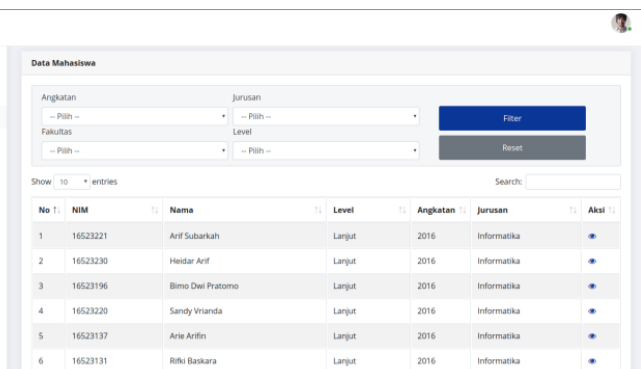 Data Mahasiswa
Angkatan Jurusan
-- Pilih -- -- Pilih -- Filter
Fakultas Level
-- Pilih -- -- Pilih -- Reset
Show 10 entries Search:
No NIM Nama Level Angkatan Jurusan Aksi
1 16523221 Arif Subarkah Lanjut 2016 Informatika
2 16523230 Heidar Arif Lanjut 2016 Informatika
3 16523196 Bimo Dwi Pratomo Lanjut 2016 Informatika
4 16523220 Sandy Vrianda Lanjut 2016 Informatika
5 16523137 Arie Arifin Lanjut 2016 Informatika
6 16523131 Rifki Baskara Lanjut 2016 Informatika